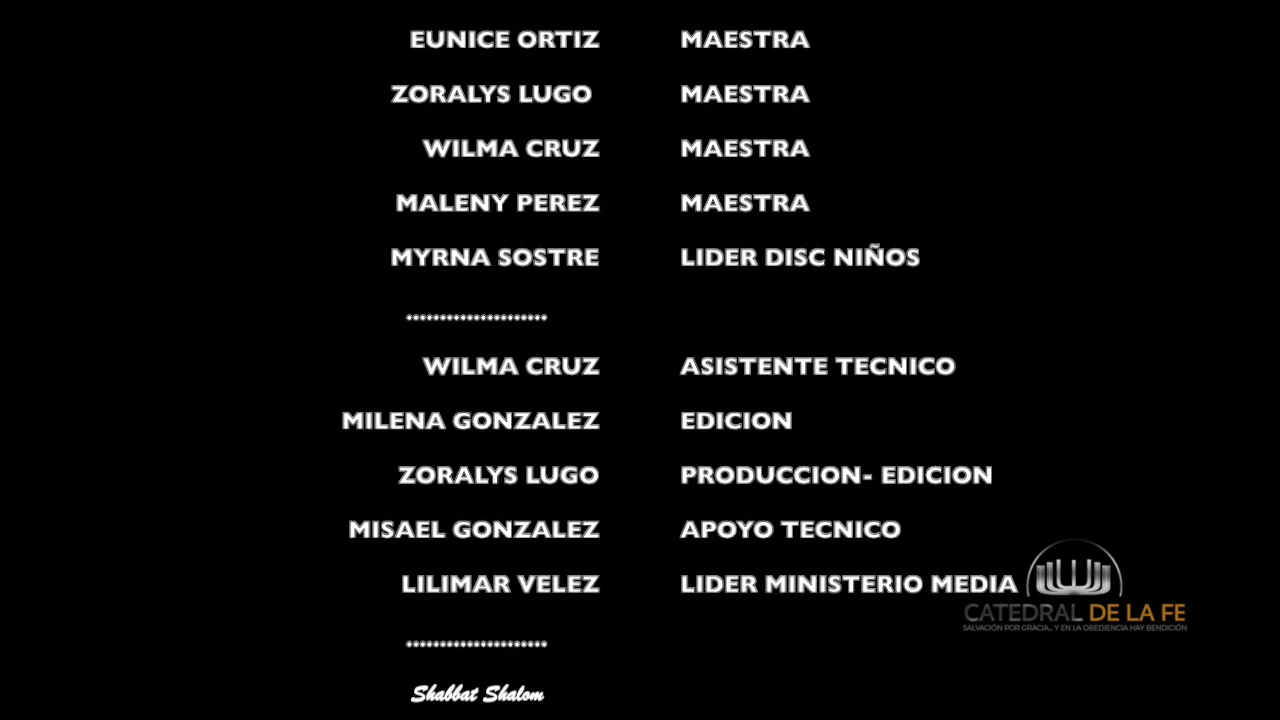 EUNICE ORTIZ MAESTRA
ZORALYS LUGO MAESTRA
WILMA CRUZ MAESTRA
MALENY PEREZ MAESTRA
MYRNA SOSTRE LIDER DISC NIÑOS
WILMA CRUZ ASISTENTE TECNICO
MILENA GONZALEZ EDICION
ZORALYS LUGO PRODUCCION- EDICION
MISAEL GONZALEZ APOYO TECNICO
LILIMAR VELEZ LIDER MINISTERIO MEDIA
CATEDRAL DE LA FE
SALVACIÓN POR GRACIA.. Y EN LA OBEDIENCIA HAY BENDICIÓN
Shabbat Shalom